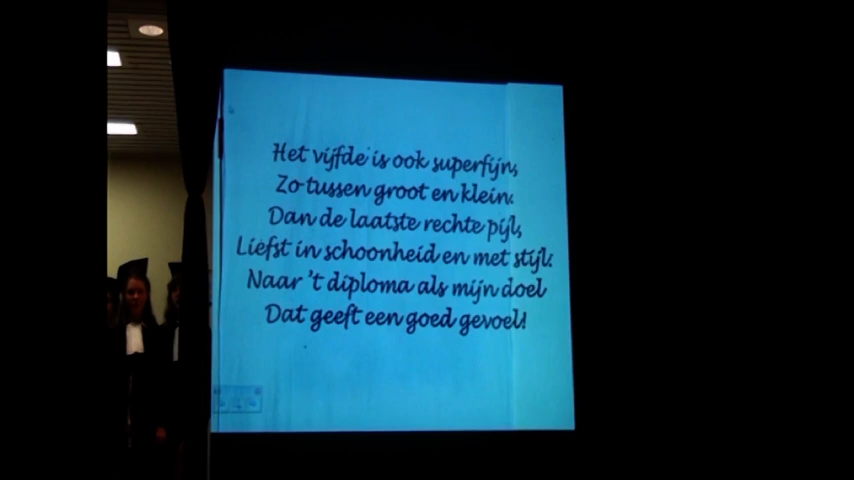 Het vijfde is ook superfijn,
Zo tussen groot en klein.
Dan de laatste rechte pijl,
Liefst in schoonheid en met stijl.
Naar 't diploma als mijn doel
Dat geeft een goed gevoel!